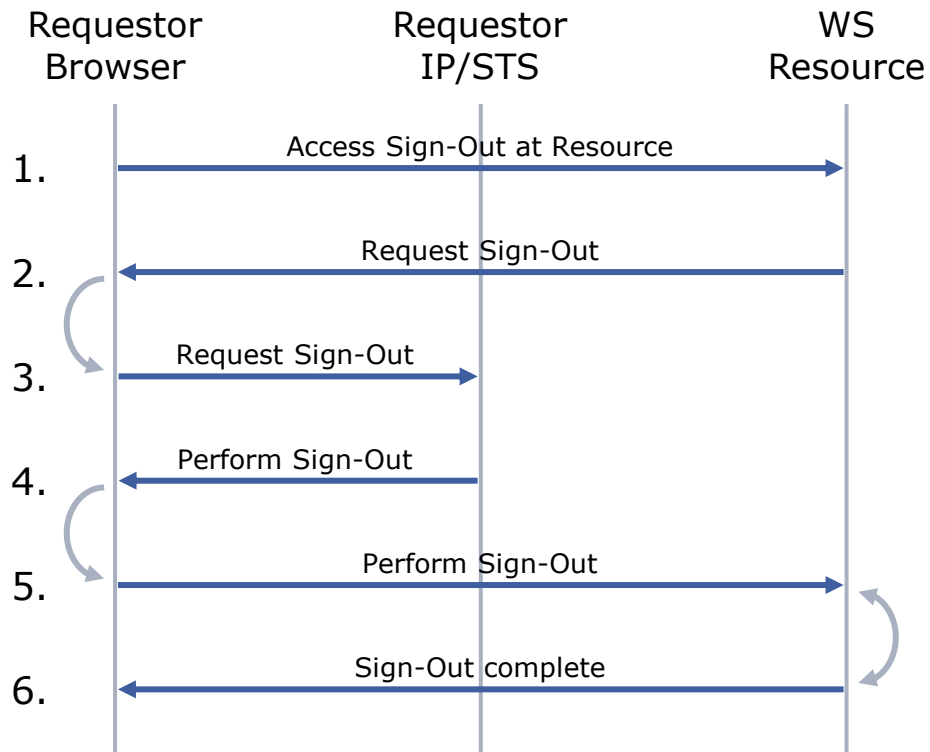 Requestor
Browser
Requestor
IP/STS
WS
Resource
1.
Access Sign-Out at Resource
2.
Request Sign-Out
3.
Request Sign-Out
4.
Perform Sign-Out
5.
Perform Sign-Out
6.
Sign-Out complete